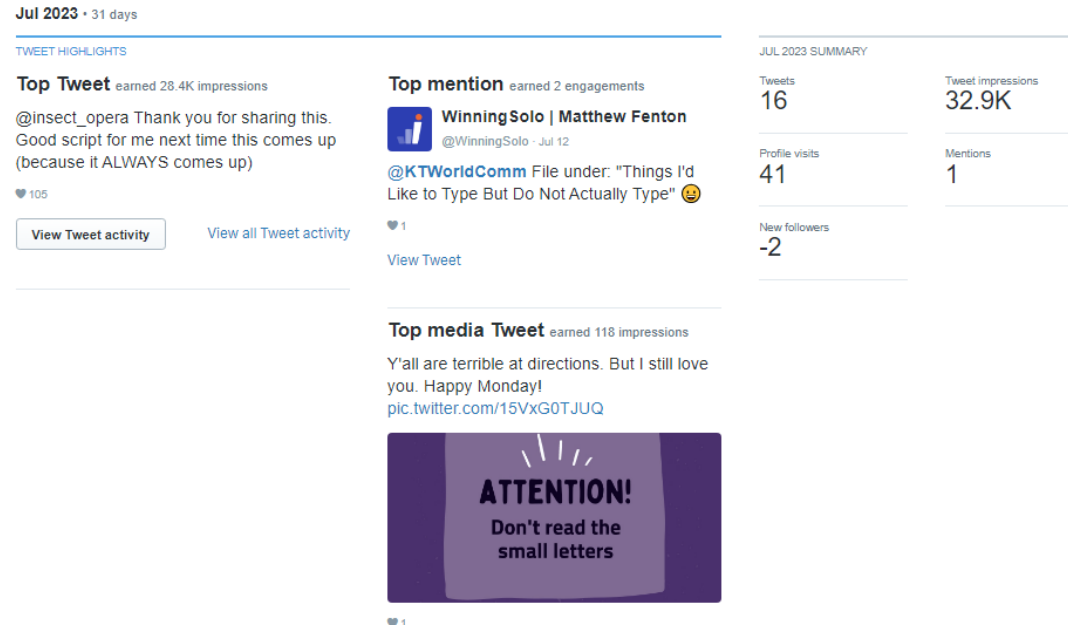 Jul 2023 • 31 days
TWEET HIGHLIGHTS
Top Tweet earned 28.4K impressions
@insect_opera Thank you for sharing this.
Good script for me next time this comes up
(because it ALWAYS comes up)
105
View Tweet activity
View all Tweet activity
Top mention earned 2 engagements
WinningSolo | Matthew Fenton
@WinningSolo · Jul 12
@KTWorldComm File under: "Things I'd
Like to Type But Do Not Actually Type" 😀
1
View Tweet
Top media Tweet earned 118 impressions
Y'all are terrible at directions. But I still love
you. Happy Monday!
pic.twitter.com/15VxG0TJUQ
ATTENTION!
Don't read the
small letters
1
JUL 2023 SUMMARY
Tweets
16
Tweet impressions
32.9K
Profile visits
41
Mentions
1
New followers
-2